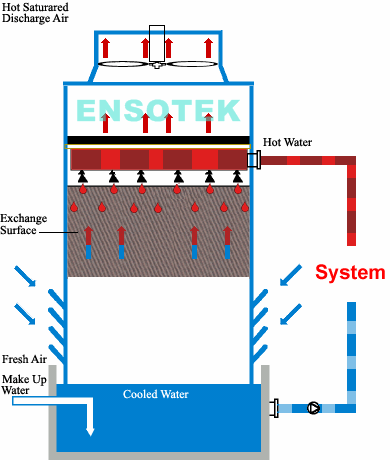 Hot Saturared
Discharge Air
ENSOTEK
Hot Water
Exchange
Surface
System
Fresh Air
Make Up
Water
Cooled Water